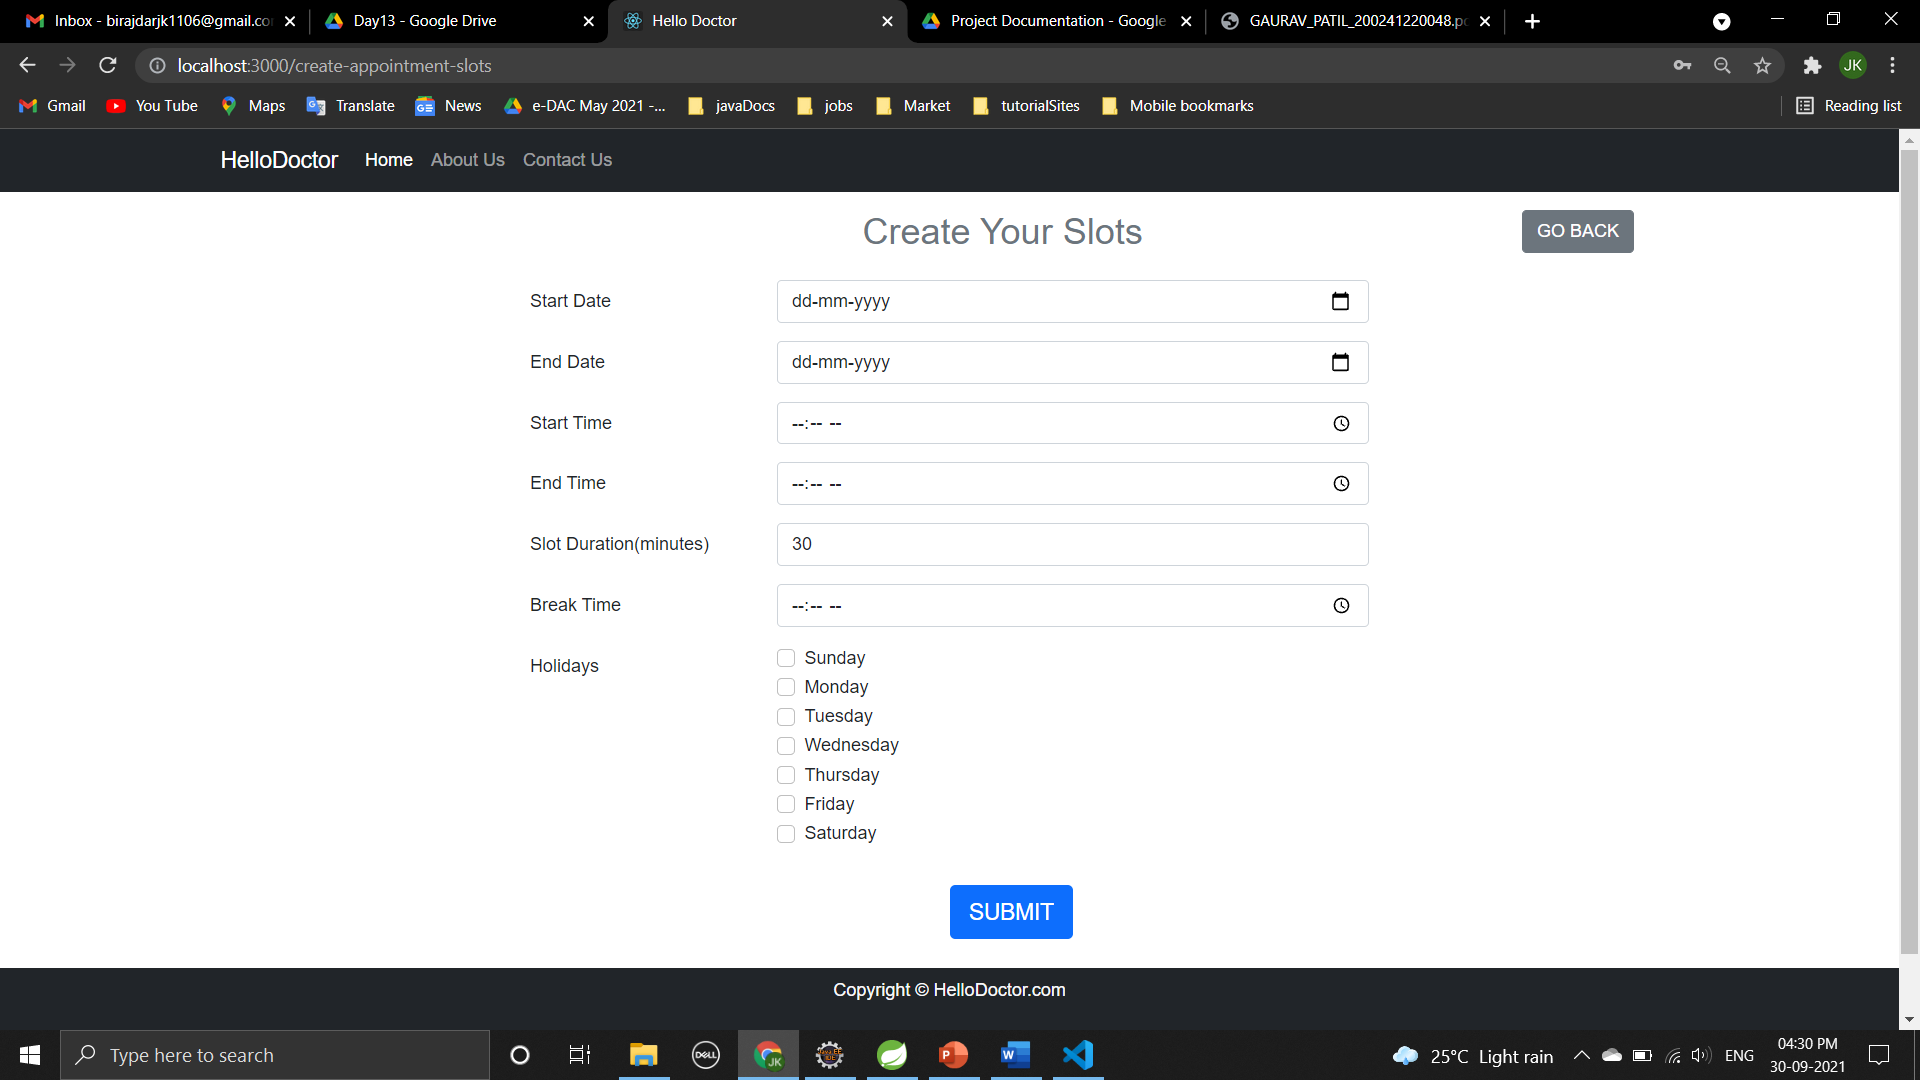 Inbox - birajdarjk1106@gmail.co
Day13 - Google Drive
Hello Doctor
Project Documentation - Google
GAURAV_PATIL_200241220048.p
localhost:3000/create-appointment-slots
JK
Gmail
You Tube
Maps
Translate
News
e-DAC May 2021 -...
javaDocs
jobs
Market
tutorialSites
Mobile bookmarks
Reading list
HelloDoctor
Home
About Us
Contact Us
Create Your Slots
GO BACK
Start Date
dd-mm-yyyy
End Date
dd-mm-yyyy
Start Time
--:-- --
End Time
--:-- --
Slot Duration(minutes)
30
Break Time
--:-- --
Holidays
Sunday
Monday
Tuesday
Wednesday
Thursday
Friday
Saturday
SUBMIT
Copyright © HelloDoctor.com
Type here to search
DELL
JK
25°C Light rain
ENG
04:30 PM
30-09-2021